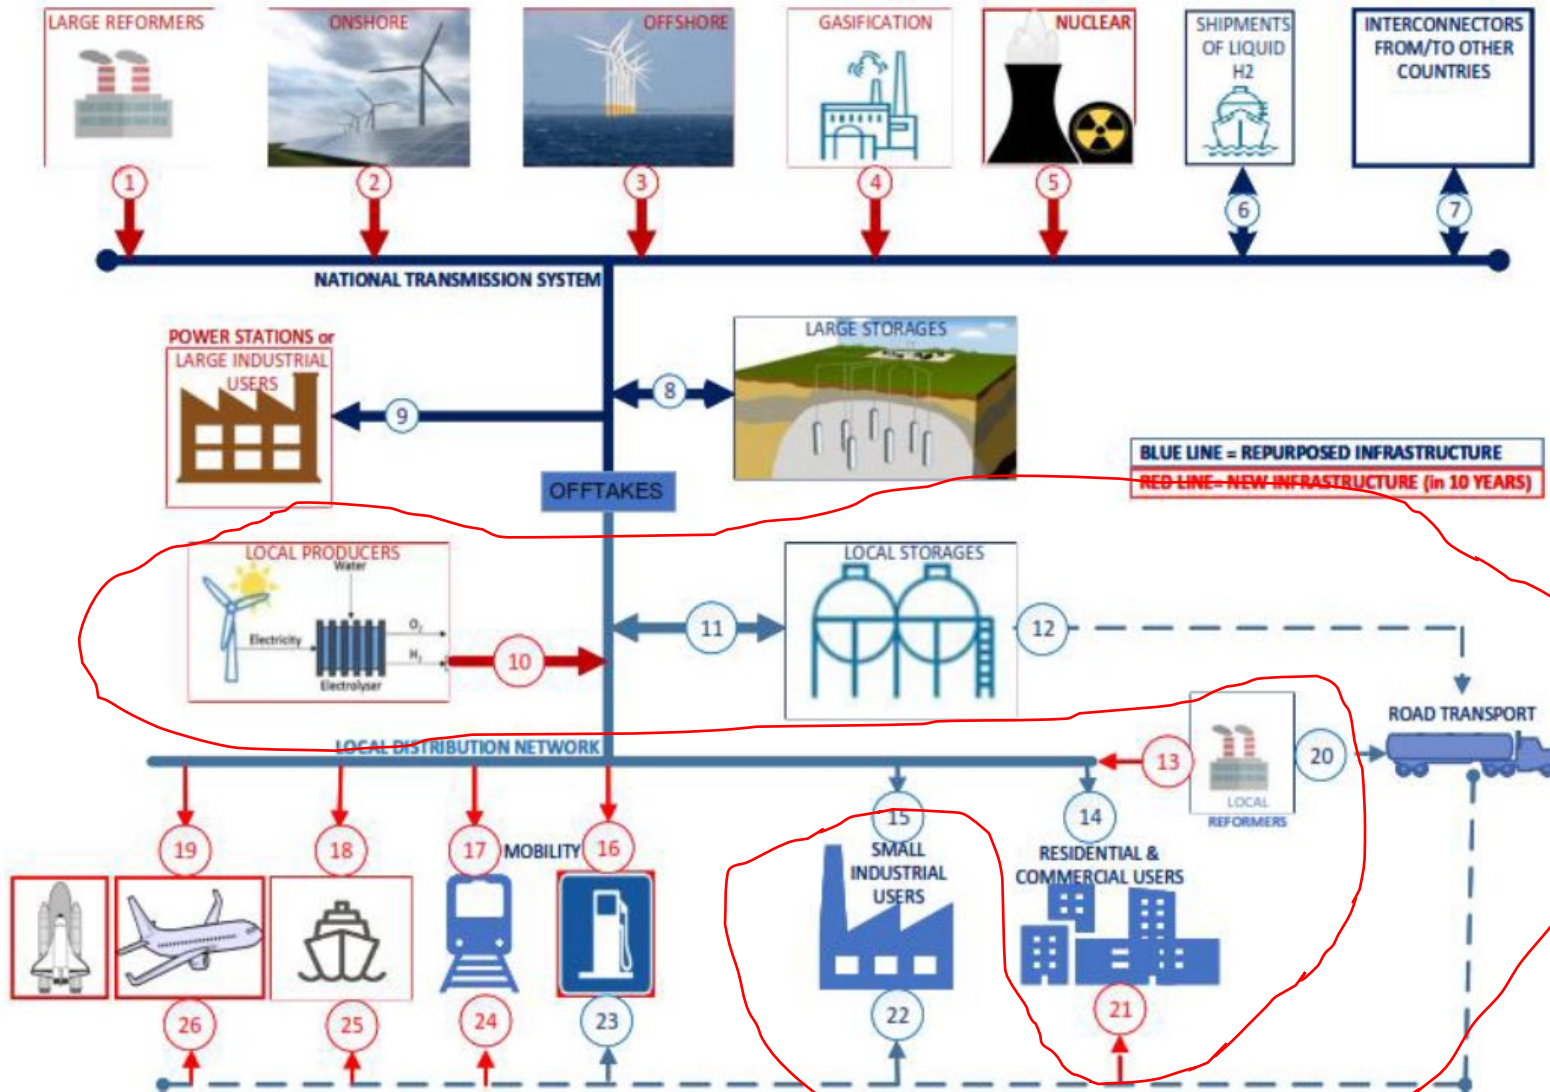 LARGE REFORMERS
ONSHORE
OFFSHORE
GASIFICATION
NUCLEAR
SHIPMENTS
OF LIQUID
H2
INTERCONNECTORS
FROM/TO OTHER
COUNTRIES
1
2
3
4
5
6
7
NATIONAL TRANSMISSION SYSTEM
POWER STATIONS or
LARGE INDUSTRIAL
USERS
LARGE STORAGES
8
9
BLUE LINE = REPURPOSED INFRASTRUCTURE
RED LINE= NEW INFRASTRUCTURE (in 10 YEARS)
OFFTAKES
LOCAL PRODUCERS
Water
Electricity
O2
H2
Electrolyser
10
LOCAL STORAGES
11
12
ROAD TRANSPORT
LOCAL DISTRIBUTION NETWORK
13
LOCAL
REFORMERS
20
19
18
17
MOBILITY
16
15
14
SMALL
INDUSTRIAL
USERS
RESIDENTIAL &
COMMERCIAL USERS
26
25
24
23
22
21